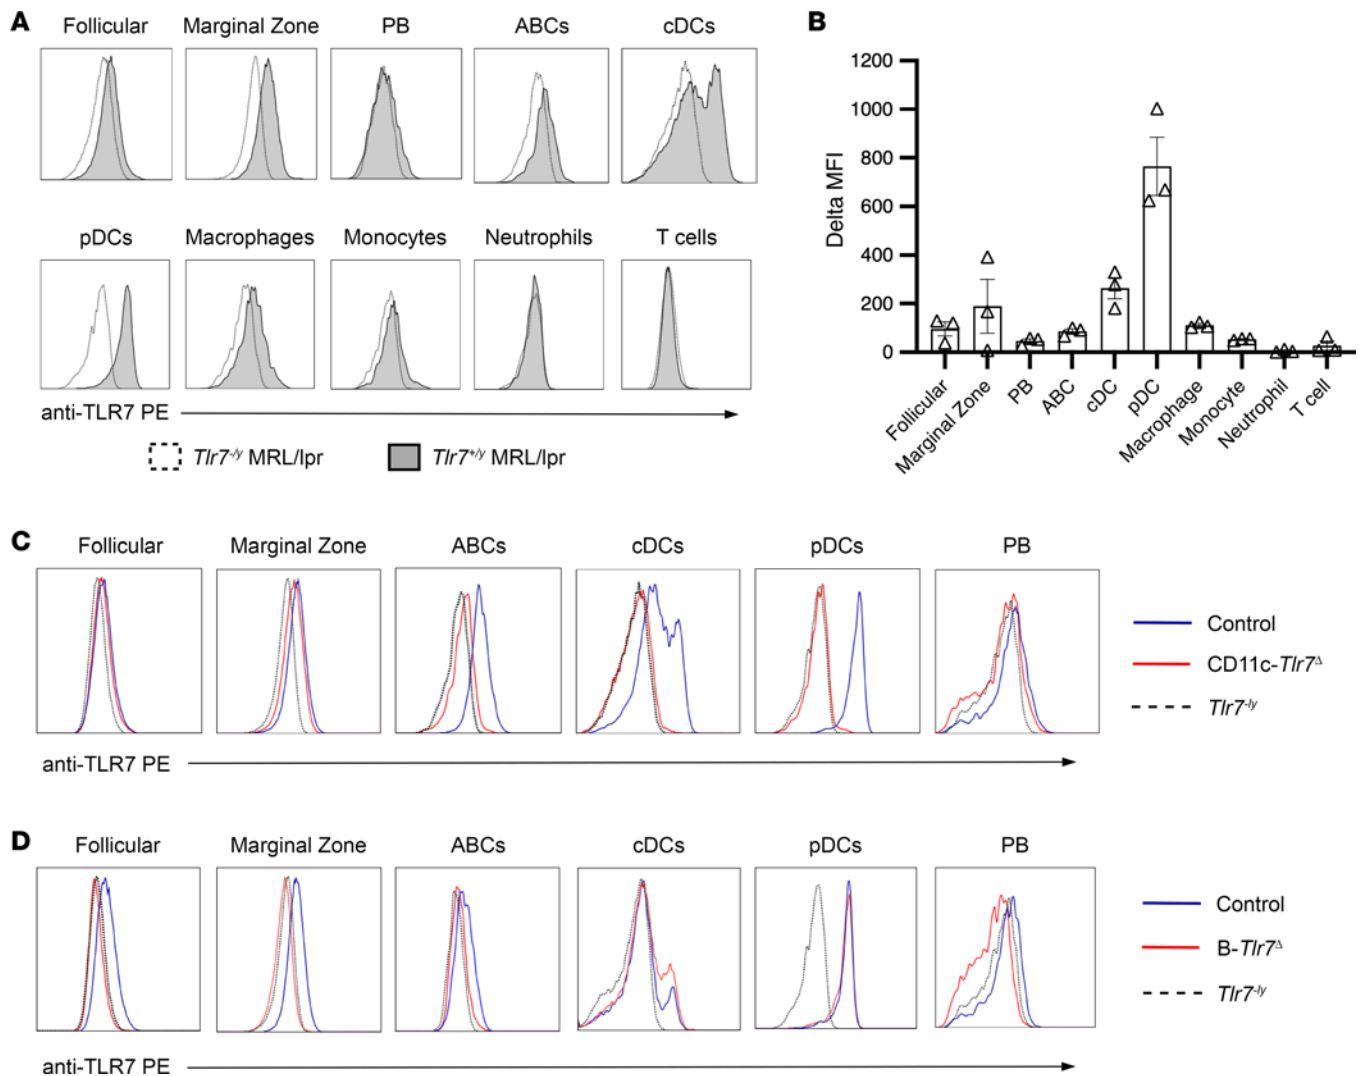 A
Follicular Marginal Zone PB ABCs cDCs
pDCs Macrophages Monocytes Neutrophils T cells
anti-TLR7 PE
Tlr7-/y MRL/lpr Tlr7+/y MRL/lpr
B
Delta MFI
1200
1000
800
600
400
200
0
Follicular Marginal Zone PB ABC cDC pDC Macrophage Monocyte Neutrophil T cell
C
Follicular Marginal Zone ABCs cDCs pDCs PB
Control
CD11c-Tlr7Δ
Tlr7-/y
anti-TLR7 PE
D
Follicular Marginal Zone ABCs cDCs pDCs PB
Control
B-Tlr7Δ
Tlr7-/y
anti-TLR7 PE